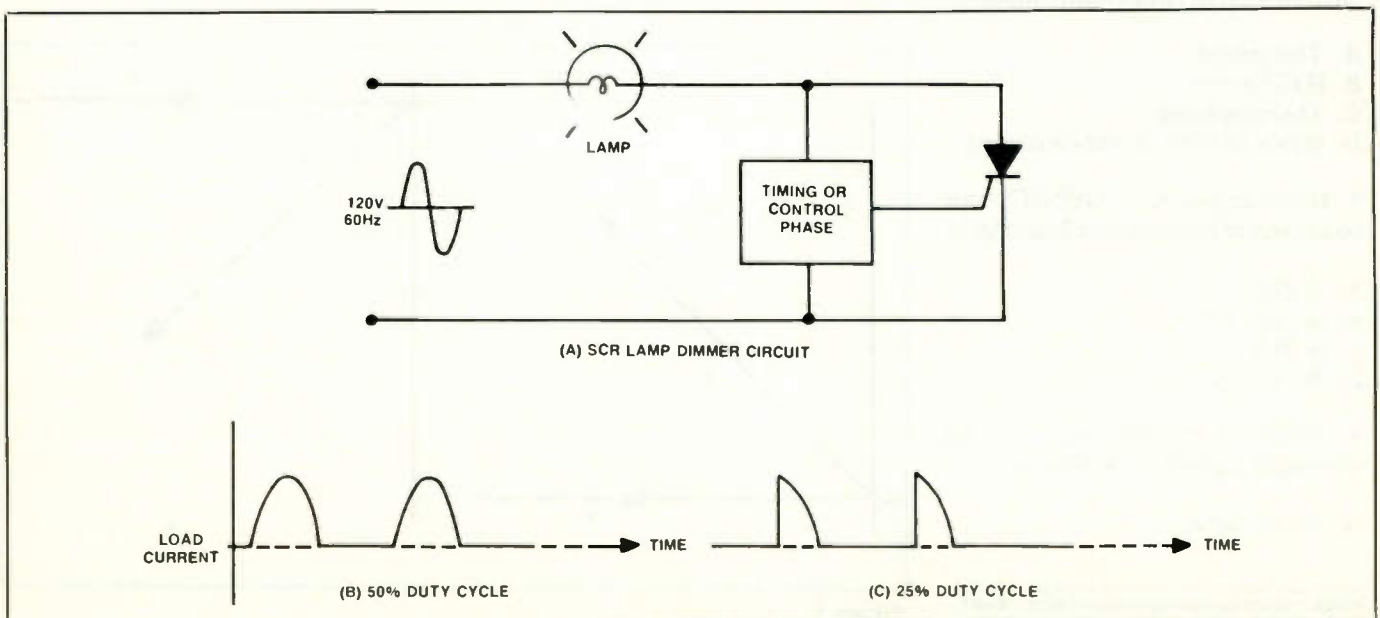 LAMP
120V
60Hz
TIMING OR
CONTROL
PHASE
(A) SCR LAMP DIMMER CIRCUIT
LOAD
CURRENT
TIME
(B) 50% DUTY CYCLE
TIME
(C) 25% DUTY CYCLE